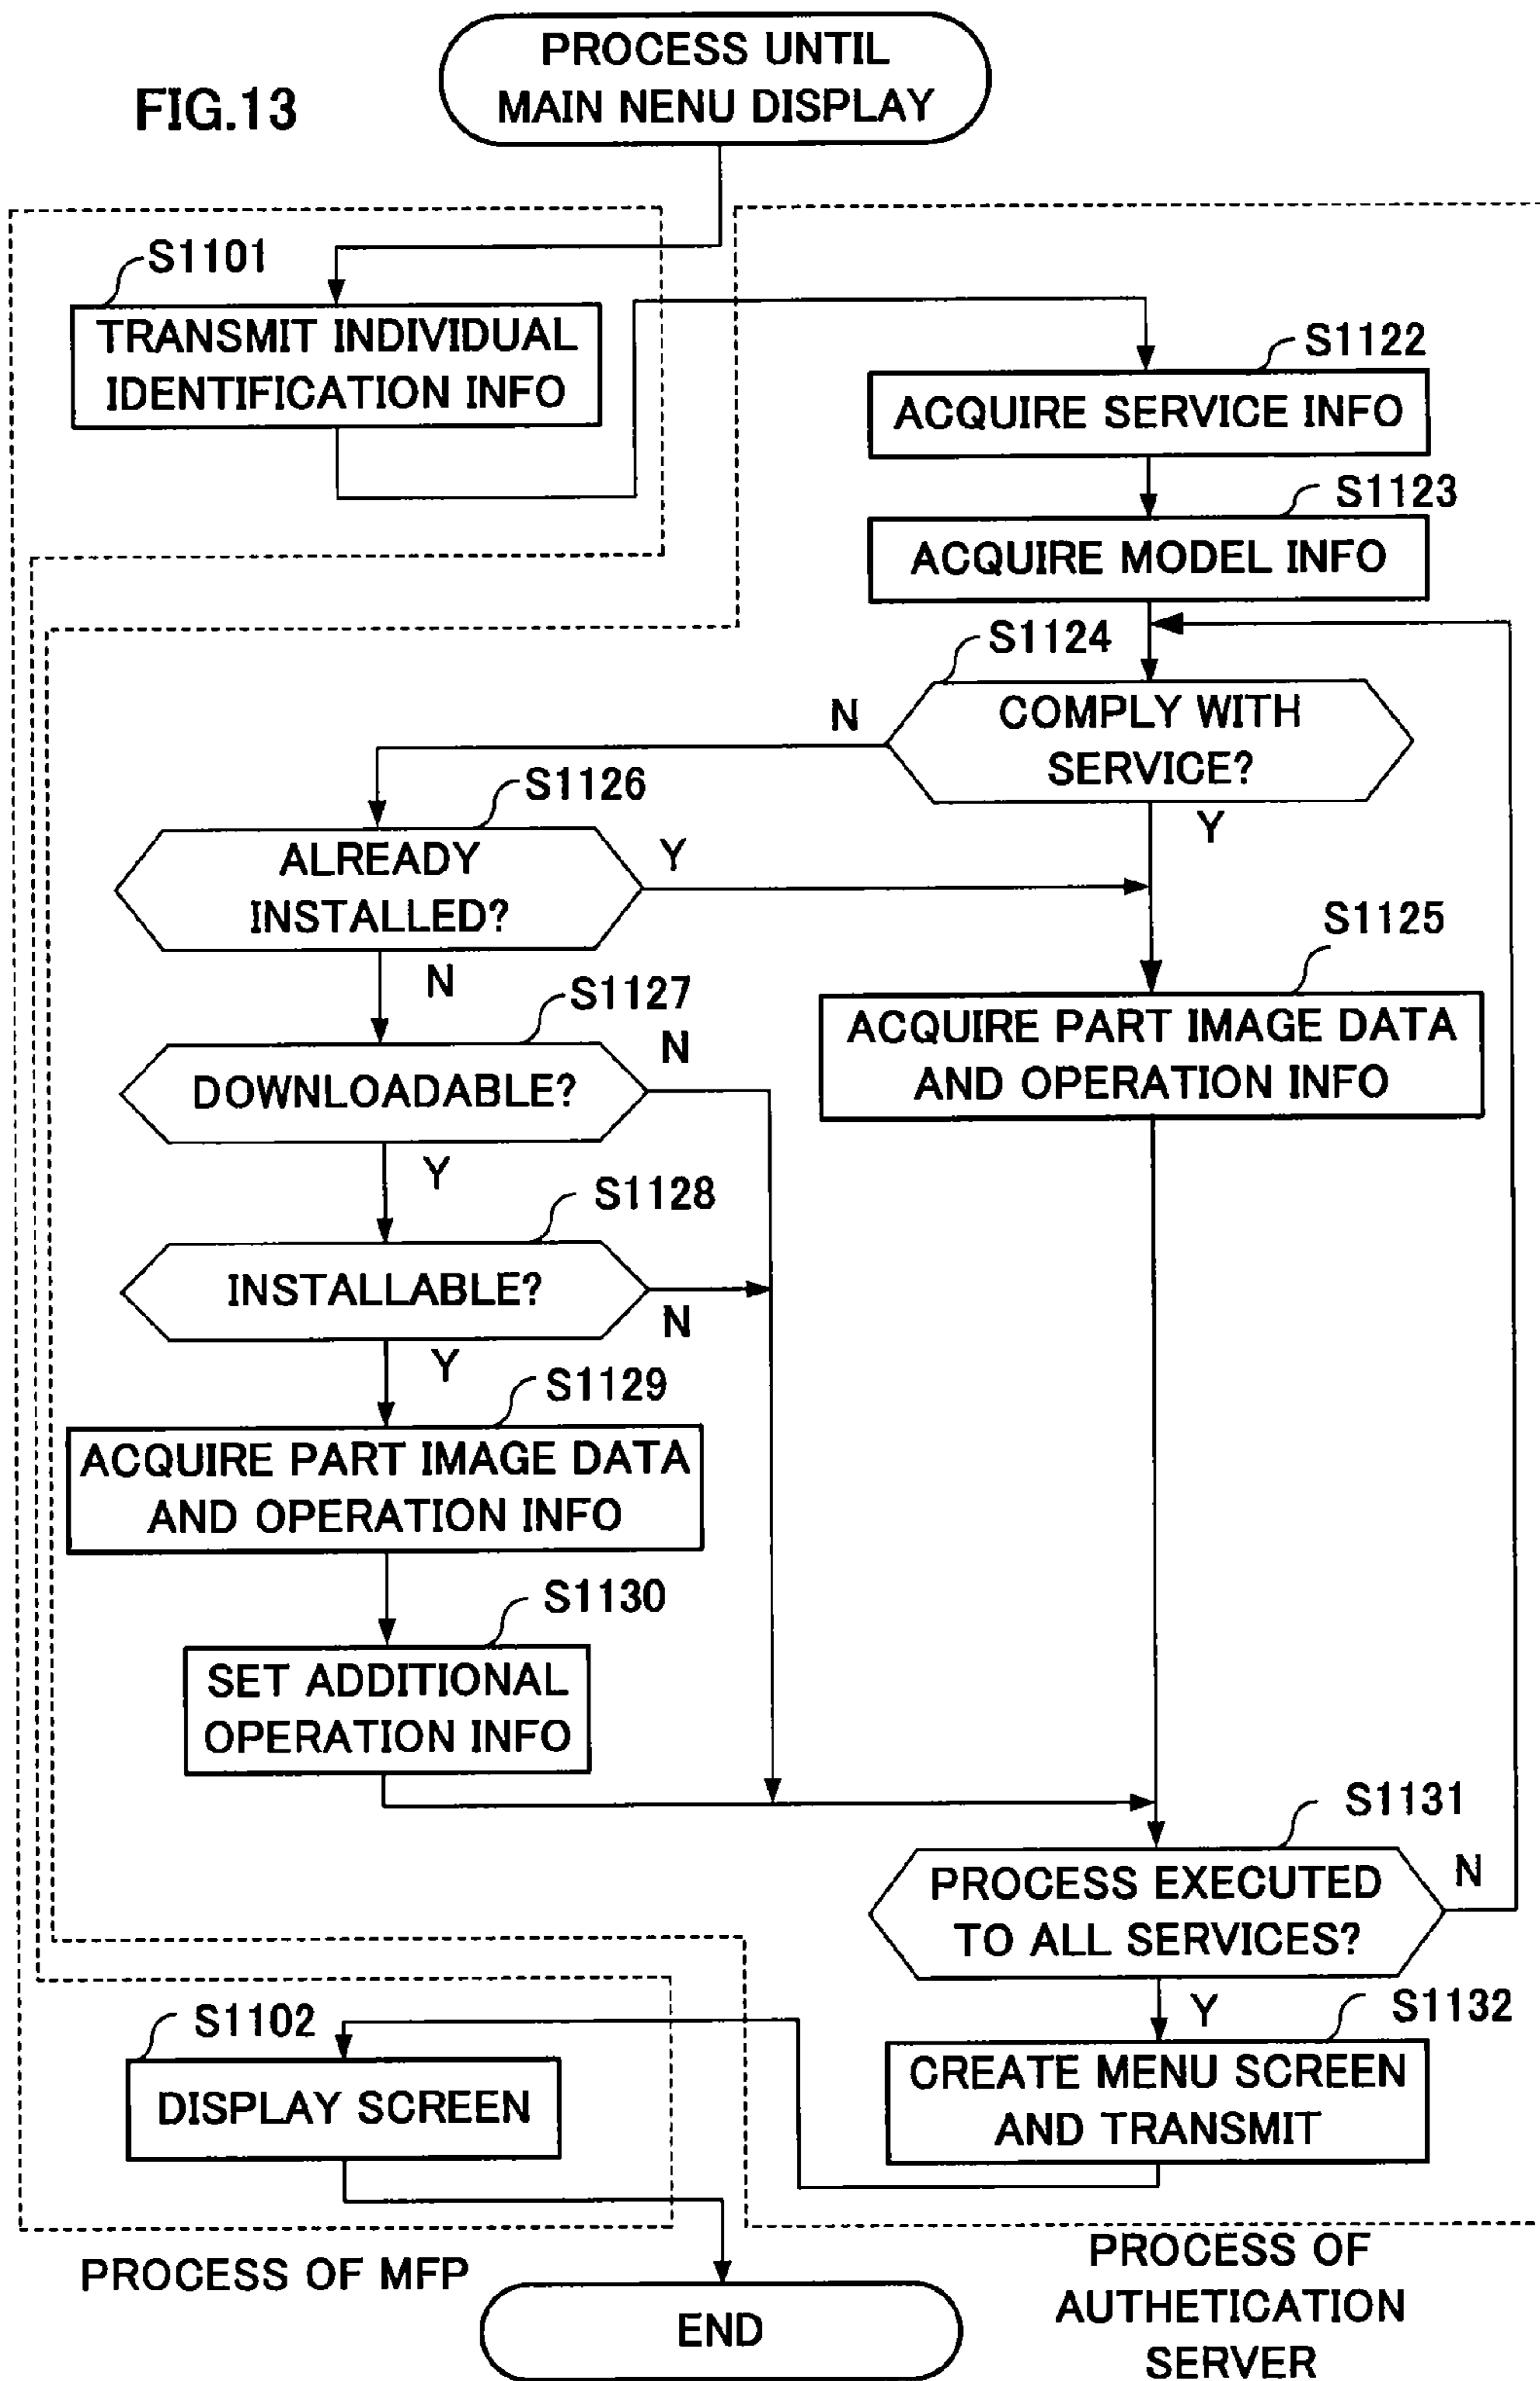 PROCESS UNTIL
MAIN NENU DISPLAY
FIG.13
S1101
TRANSMIT INDIVIDUAL
IDENTIFICATION INFO
S1122
ACQUIRE SERVICE INFO
S1123
ACQUIRE MODEL INFO
S1124
COMPLY WITH
SERVICE?
N
Y
S1126
ALREADY
INSTALLED?
Y
N
S1125
ACQUIRE PART IMAGE DATA
AND OPERATION INFO
S1127
DOWNLOADABLE?
N
Y
S1128
INSTALLABLE?
N
Y
S1129
ACQUIRE PART IMAGE DATA
AND OPERATION INFO
S1130
SET ADDITIONAL
OPERATION INFO
S1131
PROCESS EXECUTED
TO ALL SERVICES?
N
Y
S1132
CREATE MENU SCREEN
AND TRANSMIT
S1102
DISPLAY SCREEN
PROCESS OF MFP
PROCESS OF
AUTHETICATION
SERVER
END